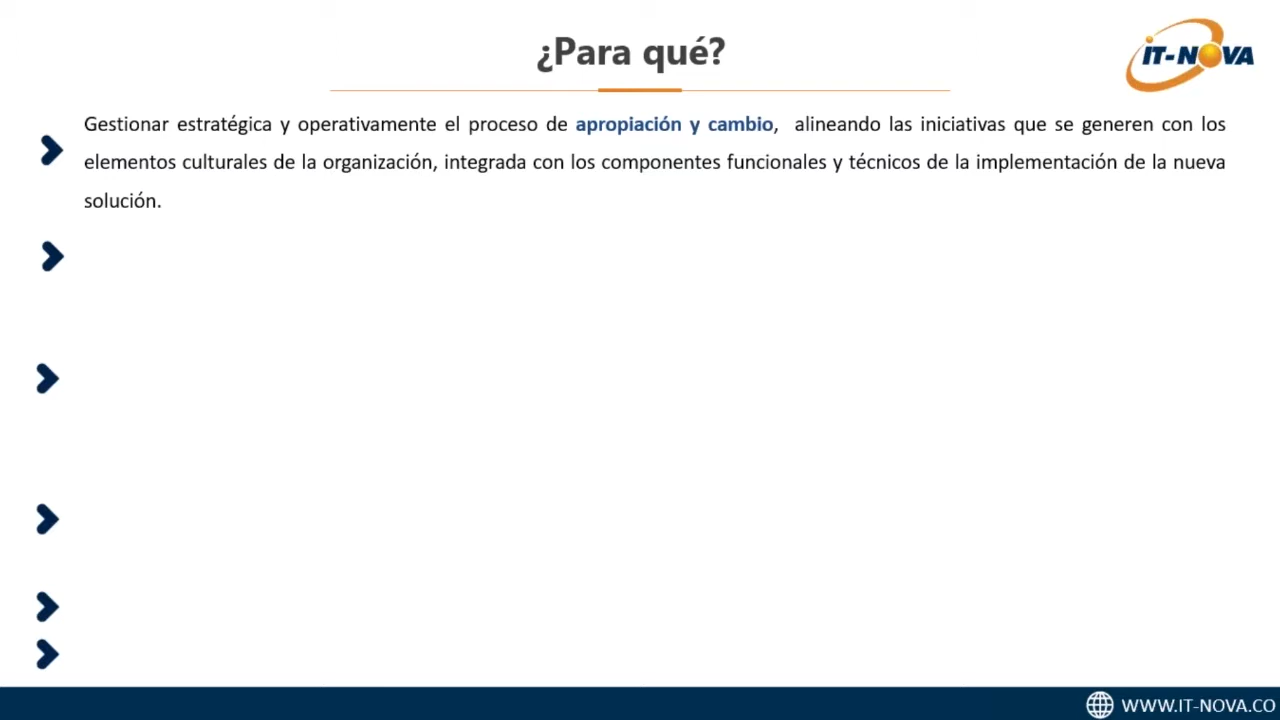 ¿Para qué?
IT-NOVA
Gestionar estratégica y operativamente el proceso de apropiación y cambio, alineando las iniciativas que se generen con los
elementos culturales de la organización, integrada con los componentes funcionales y técnicos de la implementación de la nueva
solución.
WWW.IT-NOVA.CO